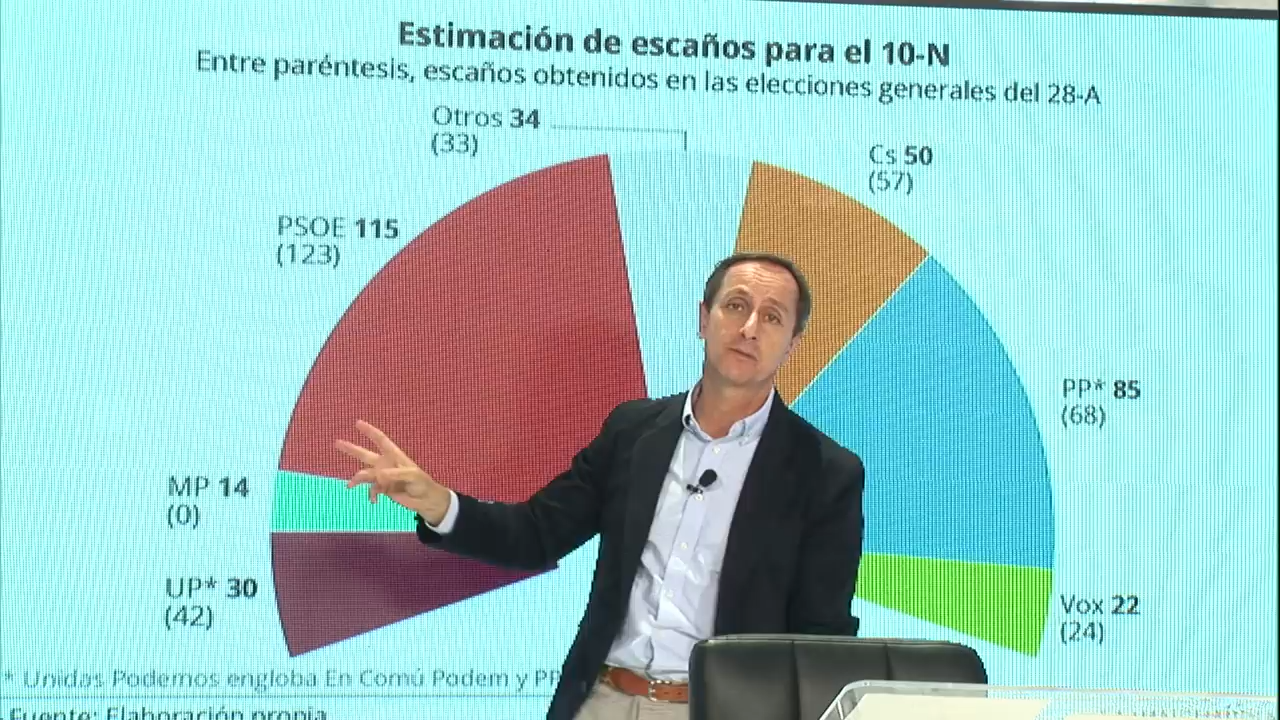 Estimación de escaños para el 10-N
Entre paréntesis, escaños obtenidos en las elecciones generales del 28-A
Otros 34
(33)
Cs 50
(57)
PSOE 115
(123)
PP* 85
(68)
MP 14
(0)
UP* 30
(42)
Vox 22
(24)
* Unidas Podemos engloba En Comú Podem y PP
Fuente: Elaboración propia